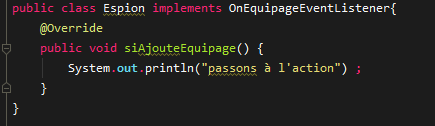 public class Espion implements OnEquipageEventListener{
@Override
public void siAjouteEquipage() {
System.out.println("passons à l'action") ;
}
}